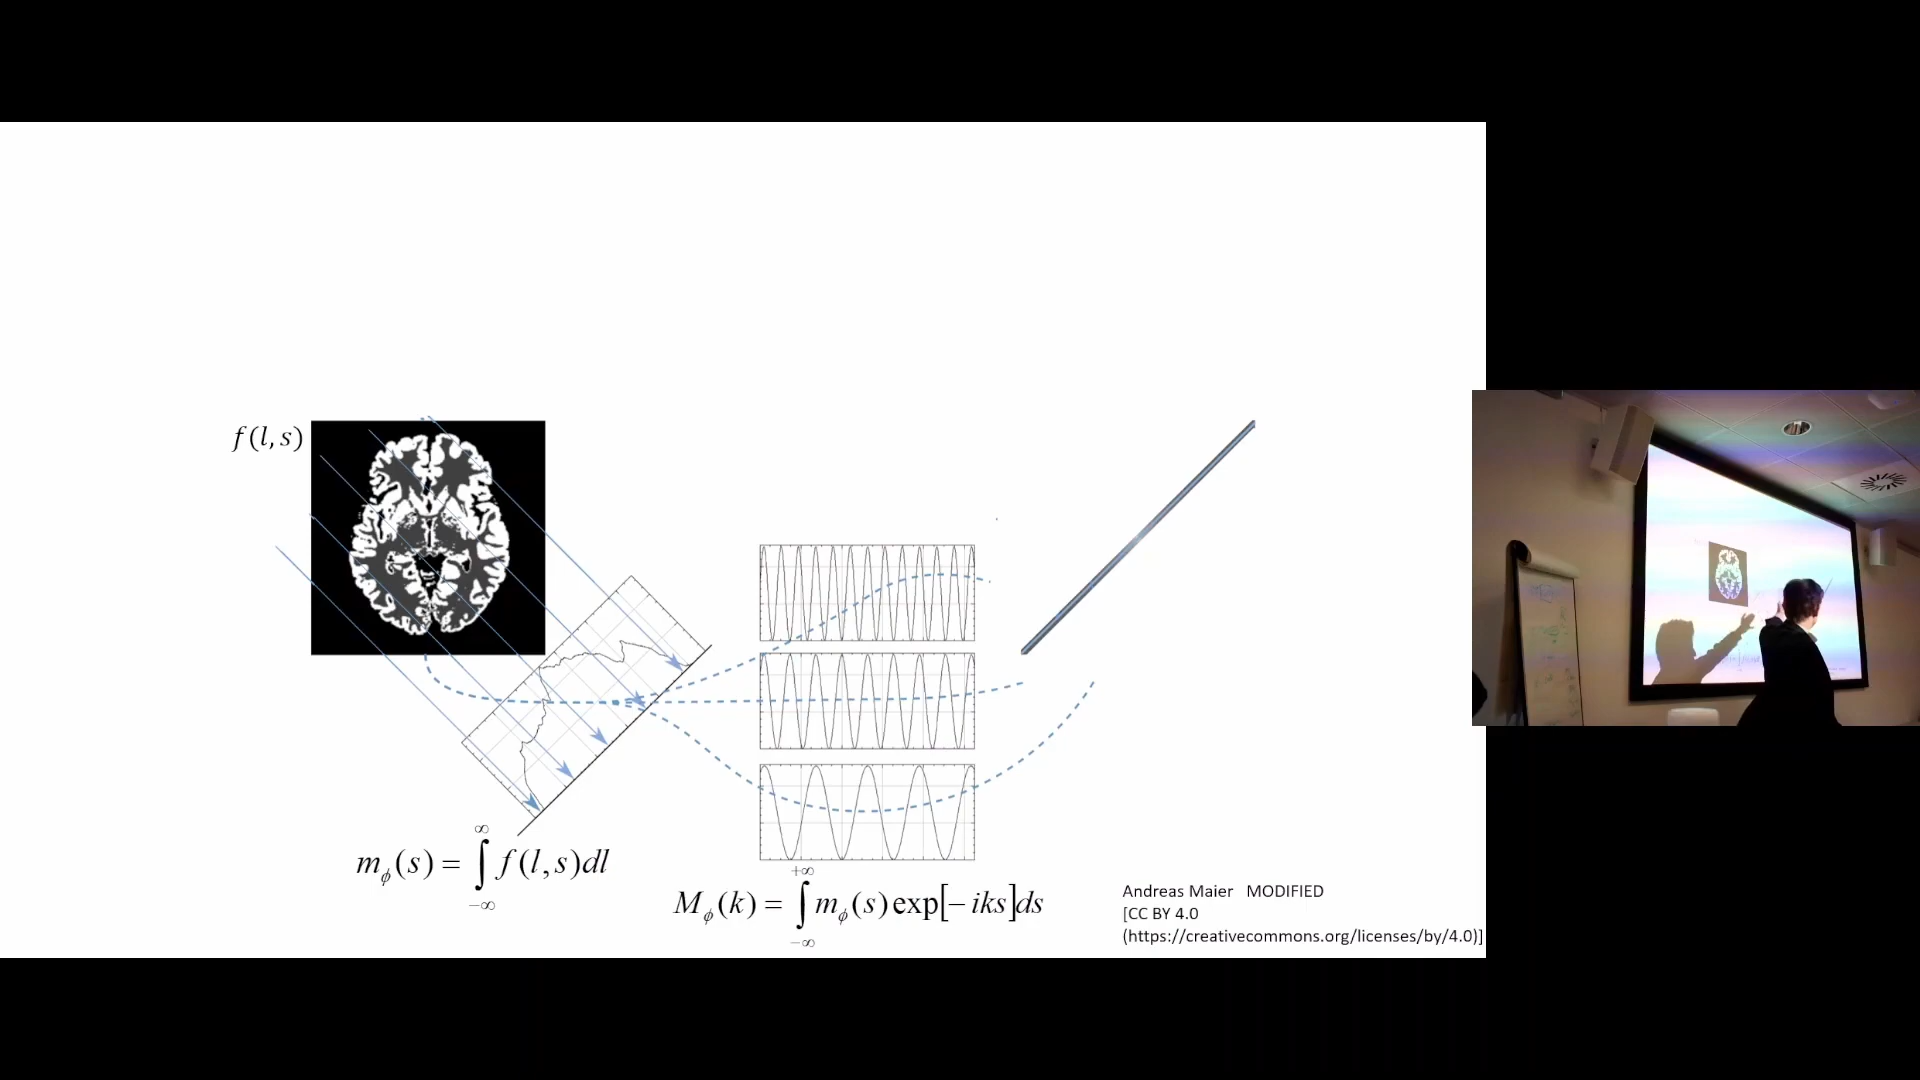 f(l, s)
m_ϕ(s) = ∫_{-∞}^{∞} f(l, s)dl
M_ϕ(k) = ∫_{-∞}^{+∞} m_ϕ(s) exp[−iks]ds
Andreas Maier MODIFIED
[CC BY 4.0
(https://creativecommons.org/licenses/by/4.0)]